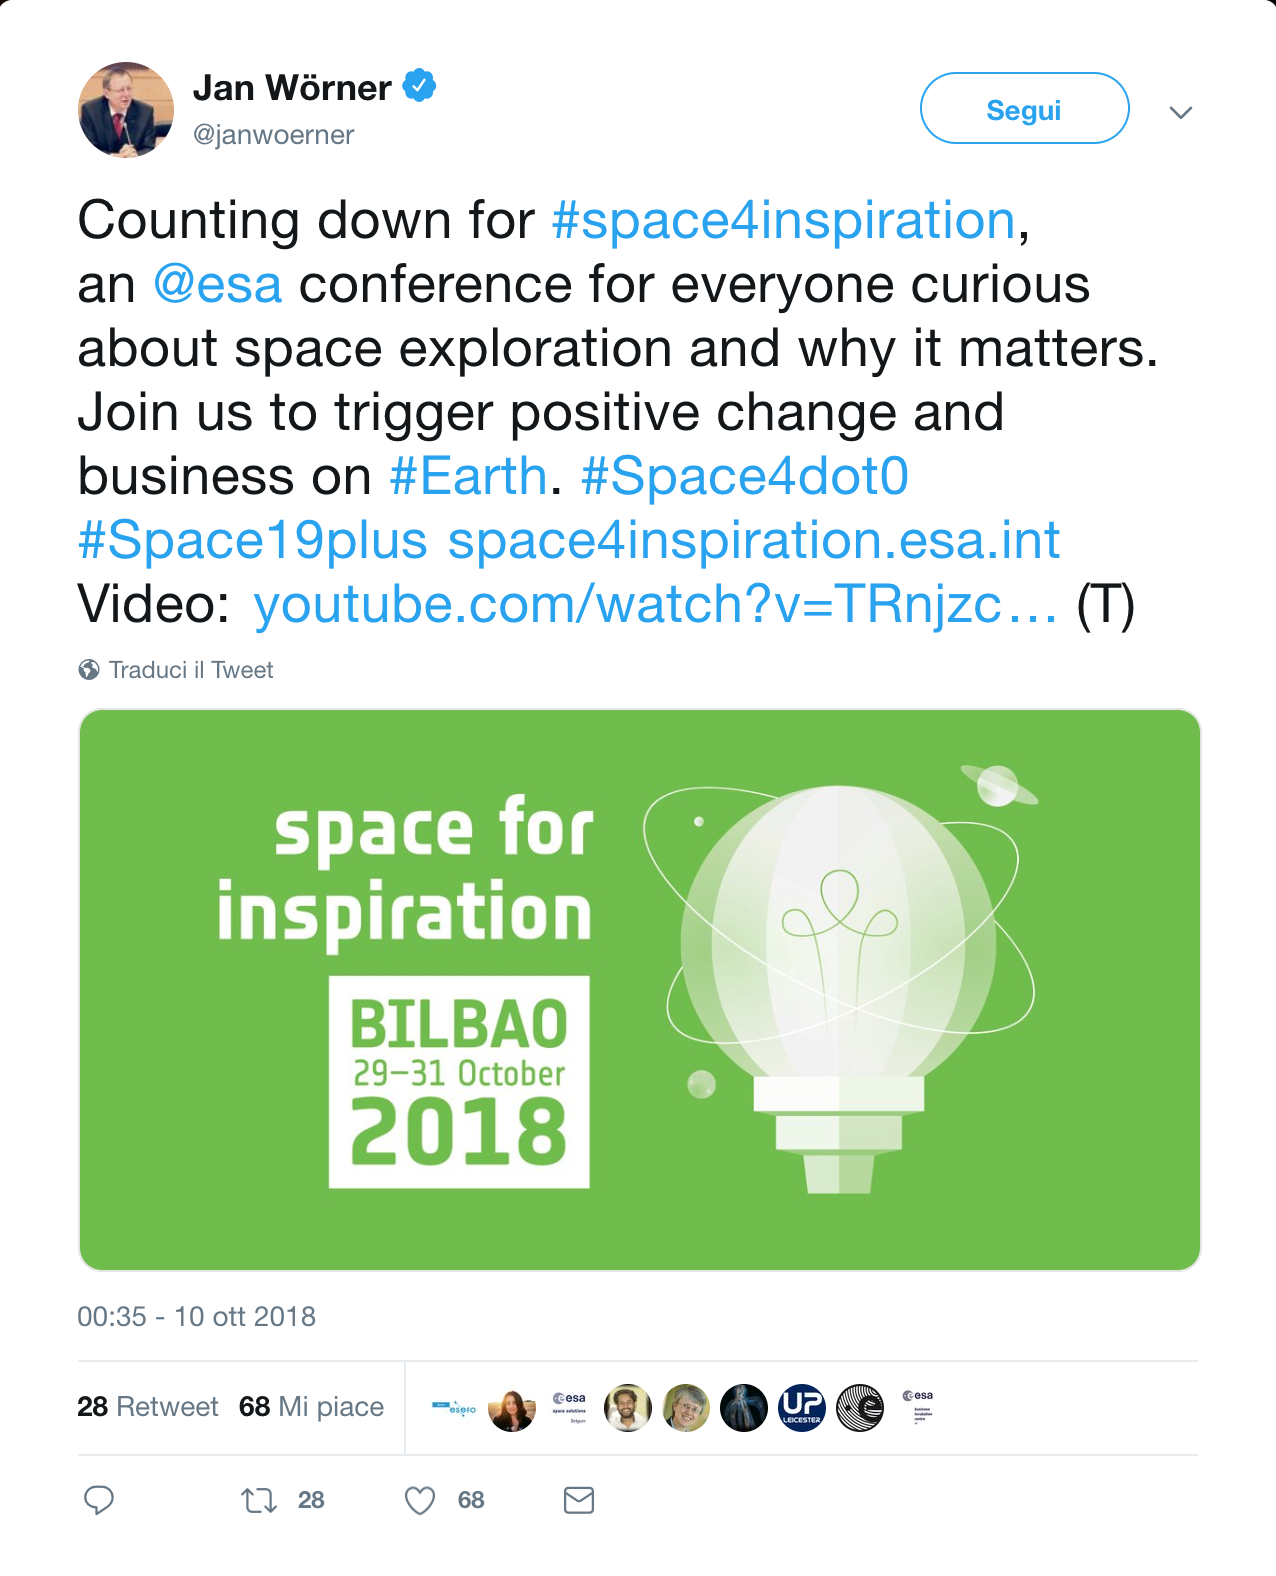 Jan Wörner
@janwoerner
Segui
Counting down for #space4inspiration,
an @esa conference for everyone curious
about space exploration and why it matters.
Join us to trigger positive change and
business on #Earth. #Space4dot0
#Space19plus space4inspiration.esa.int
Video: youtube.com/watch?v=TRnjzc… (T)
Traduci il Tweet
space for
inspiration
BILBAO
29–31 October
2018
00:35 - 10 ott 2018
28 Retweet 68 Mi piace
esero
esa
space solutions
Belgium
UP
LEICESTER
esa
business
incubation
centre
28
68